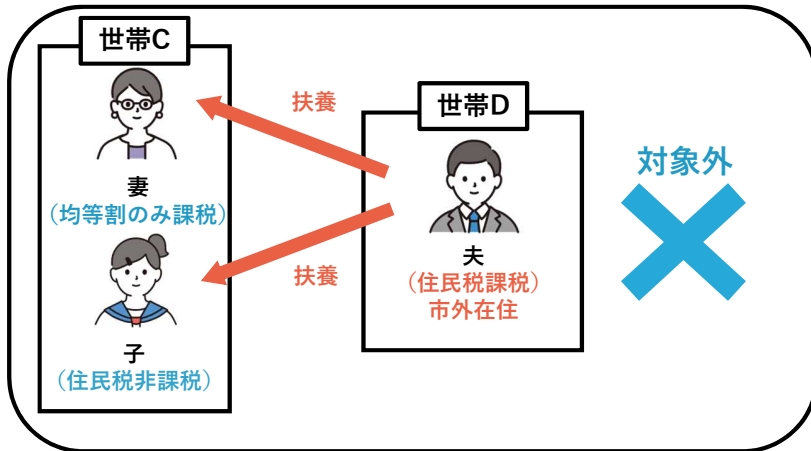 世帯C
妻
（均等割のみ課税）
子
（住民税非課税）
扶養
扶養
世帯D
夫
（住民税課税）
市外在住
対象外